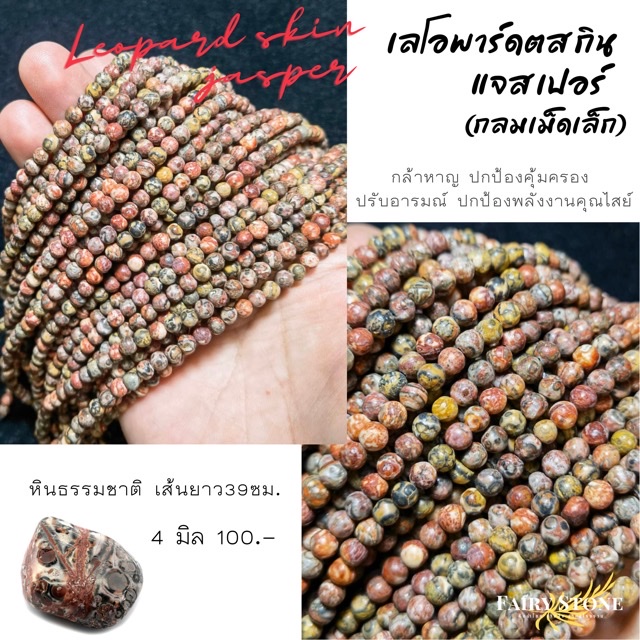 Leopard skin
jasper
เลโอพาร์ดตสกิน
แจสเปอร์
(กลมเม็ดเล็ก)
กล้าหาญ ปกป้องคุ้มครอง
ปรับอารมณ์ ปกป้องพลังงานคุณไสย์
หินธรรมชาติ เส้นยาว39ซม.
4 มิล 100.-
FAIRY STONE